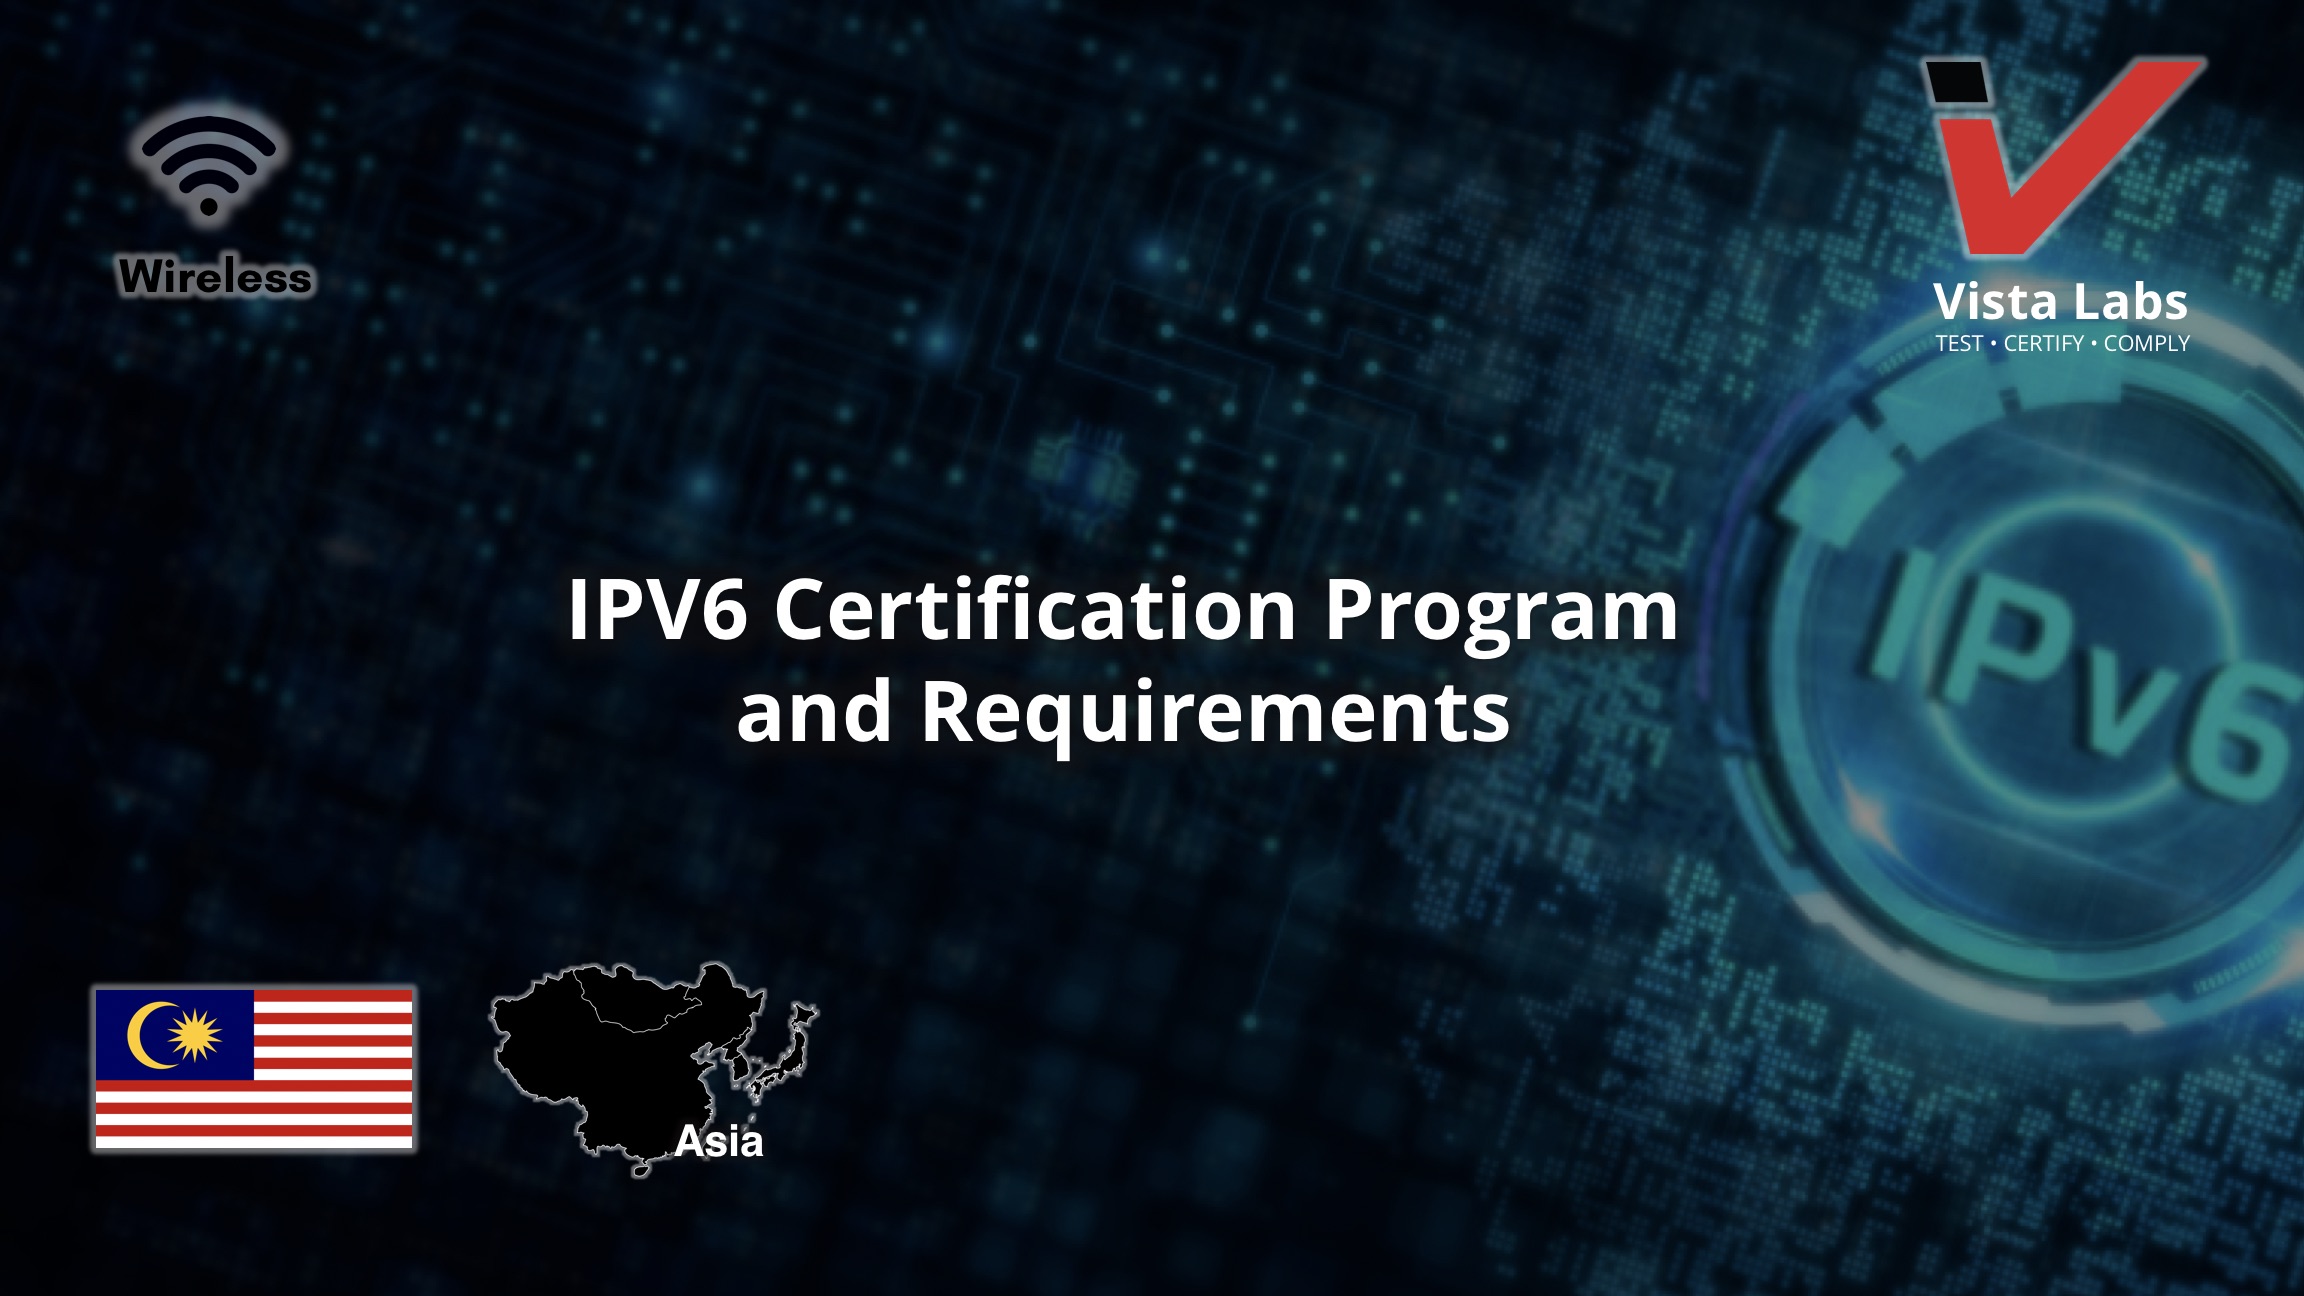 Wireless
Vista Labs
TEST • CERTIFY • COMPLY
IPV6 Certification Program
and Requirements
IPv6
Asia